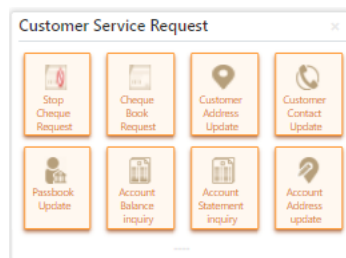 Customer Service Request
Stop
Cheque
Request
Cheque
Book
Request
Customer
Address
Update
Customer
Contact
Update
Passbook
Update
Account
Balance
inquiry
Account
Statement
inquiry
Account
Address
update